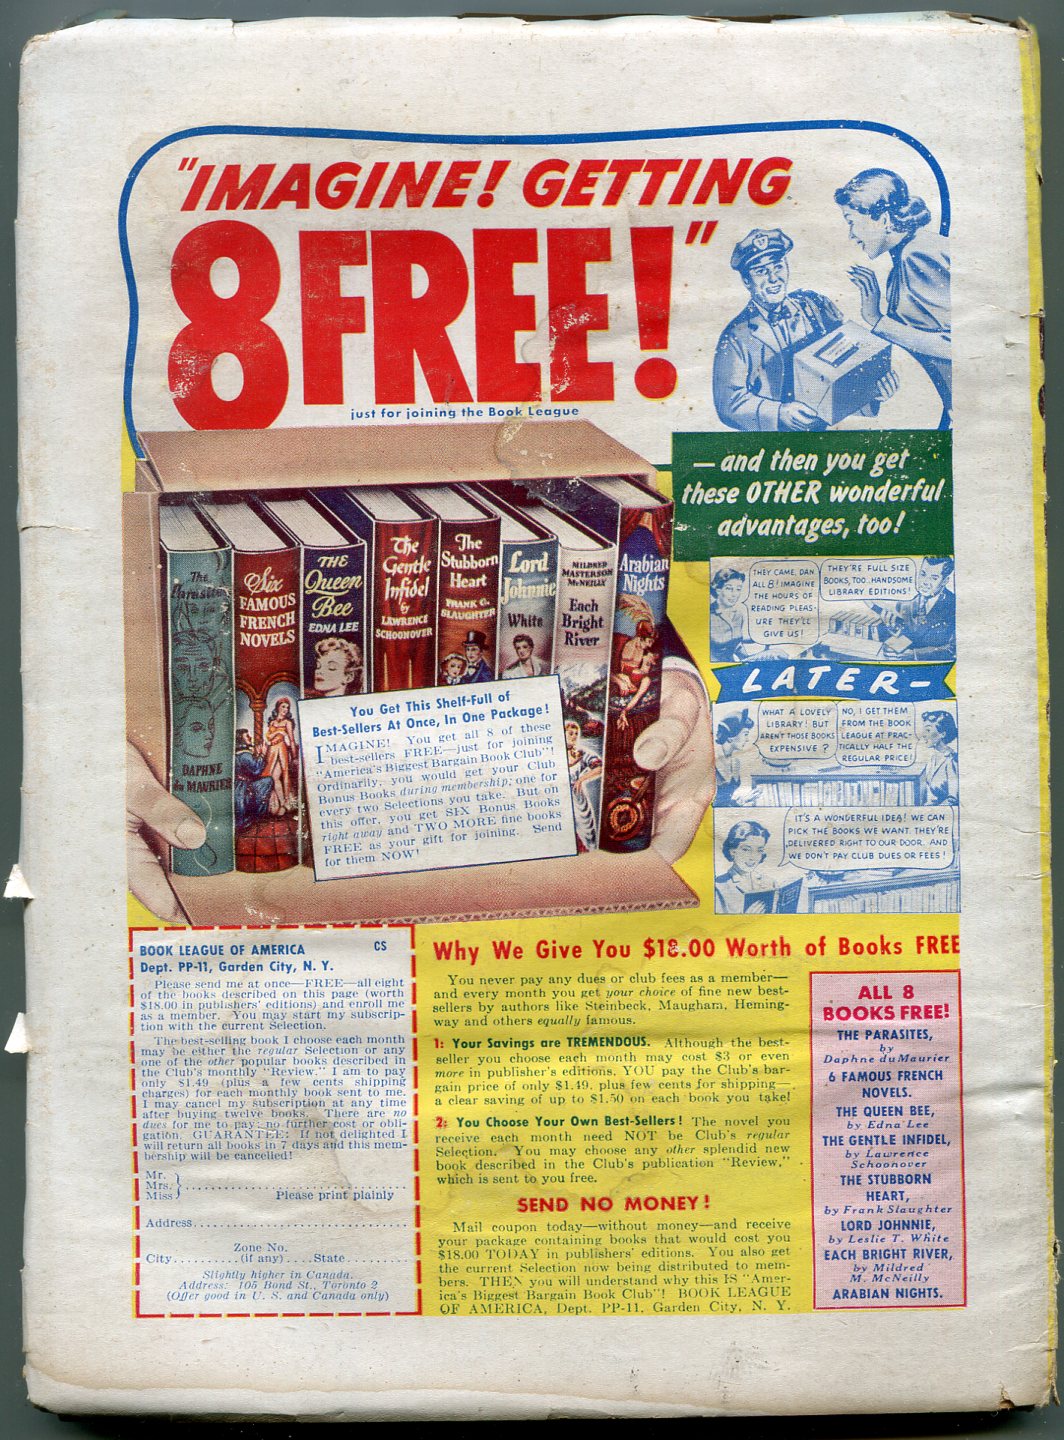 "IMAGINE! GETTING
8 FREE!"
just for joining the Book League
— and then you get
these OTHER wonderful
advantages, too!
The
Parasites
DAPHNE
du MAURIER
Six
FAMOUS
FRENCH
NOVELS
THE
Queen
Bee
EDNA LEE
The
Gentle
Infidel
by
LAWRENCE
SCHOONOVER
The
Stubborn
Heart
FRANK G.
SLAUGHTER
Lord
Johnnie
White
MILDRED
MASTERSON
McNEILLY
Each
Bright
River
Arabian
Nights
You Get This Shelf-Full of
Best-Sellers At Once, In One Package!
IMAGINE! You get all 8 of these
best-sellers FREE—just for joining
"America's Biggest Bargain Book Club"!
Ordinarily, you would get your Club
Bonus Books during membership; one for
every two Selections you take. But on
this offer, you get SIX Bonus Books
right away and TWO MORE fine books
FREE as your gift for joining. Send
for them NOW!
THEY CAME, DAN
ALL 8! IMAGINE
THE HOURS OF
READING PLEAS-
URE THEY'LL
GIVE US!
THEY'RE FULL SIZE
BOOKS, TOO. HANDSOME
LIBRARY EDITIONS!
LATER—
WHAT A LOVELY
LIBRARY! BUT
AREN'T THOSE BOOKS
EXPENSIVE?
NO, I GET THEM
FROM THE BOOK
LEAGUE AT PRAC-
TICALLY HALF THE
REGULAR PRICE!
IT'S A WONDERFUL IDEA! WE CAN
PICK THE BOOKS WE WANT. THEY'RE
DELIVERED RIGHT TO OUR DOOR, AND
WE DON'T PAY CLUB DUES OR FEES!
BOOK LEAGUE OF AMERICA CS
Dept. PP-11, Garden City, N. Y.
Please send me at once—FREE—all eight
of the books described on this page (worth
$18.00 in publishers' editions) and enroll me
as a member. You may start my subscrip-
tion with the current Selection.
The best-selling book I choose each month
may be either the regular Selection or any
one of the other popular books described in
the Club's monthly "Review." I am to pay
only $1.49 (plus a few cents shipping
charges) for each monthly book sent to me.
I may cancel my subscription at any time
after buying twelve books. There are no
dues for me to pay; no further cost or obli-
gation. GUARANTEE: If not delighted I
will return all books in 7 days and this mem-
bership will be cancelled!
Mr.
Mrs.
Miss
Please print plainly
Address
Zone No.
City (if any) State
Slightly higher in Canada.
Address: 105 Bond St., Toronto 2
(Offer good in U. S. and Canada only)
Why We Give You $18.00 Worth of Books FREE
You never pay any dues or club fees as a member—
and every month you get your choice of fine new best-
sellers by authors like Steinbeck, Maugham, Heming-
way and others equally famous.
1: Your Savings are TREMENDOUS. Although the best-
seller you choose each month may cost $3 or even
more in publisher's editions, YOU pay the Club's bar-
gain price of only $1.49, plus few cents for shipping—
a clear saving of up to $1.50 on each book you take!
2: You Choose Your Own Best-Sellers! The novel you
receive each month need NOT be Club's regular
Selection. You may choose any other splendid new
book described in the Club's publication "Review,"
which is sent to you free.
SEND NO MONEY!
Mail coupon today—without money—and receive
your package containing books that would cost you
$18.00 TODAY in publishers' editions. You also get
the current Selection now being distributed to mem-
bers. THEN you will understand why this IS "Amer-
ica's Biggest Bargain Book Club"! BOOK LEAGUE
OF AMERICA, Dept. PP-11, Garden City, N. Y.
ALL 8
BOOKS FREE!
THE PARASITES,
by
Daphne duMaurier
6 FAMOUS FRENCH
NOVELS.
THE QUEEN BEE,
by Edna Lee
THE GENTLE INFIDEL,
by Lawrence
Schoonover
THE STUBBORN
HEART,
by Frank Slaughter
LORD JOHNNIE,
by Leslie T. White
EACH BRIGHT RIVER,
by Mildred
M. McNeilly
ARABIAN NIGHTS.